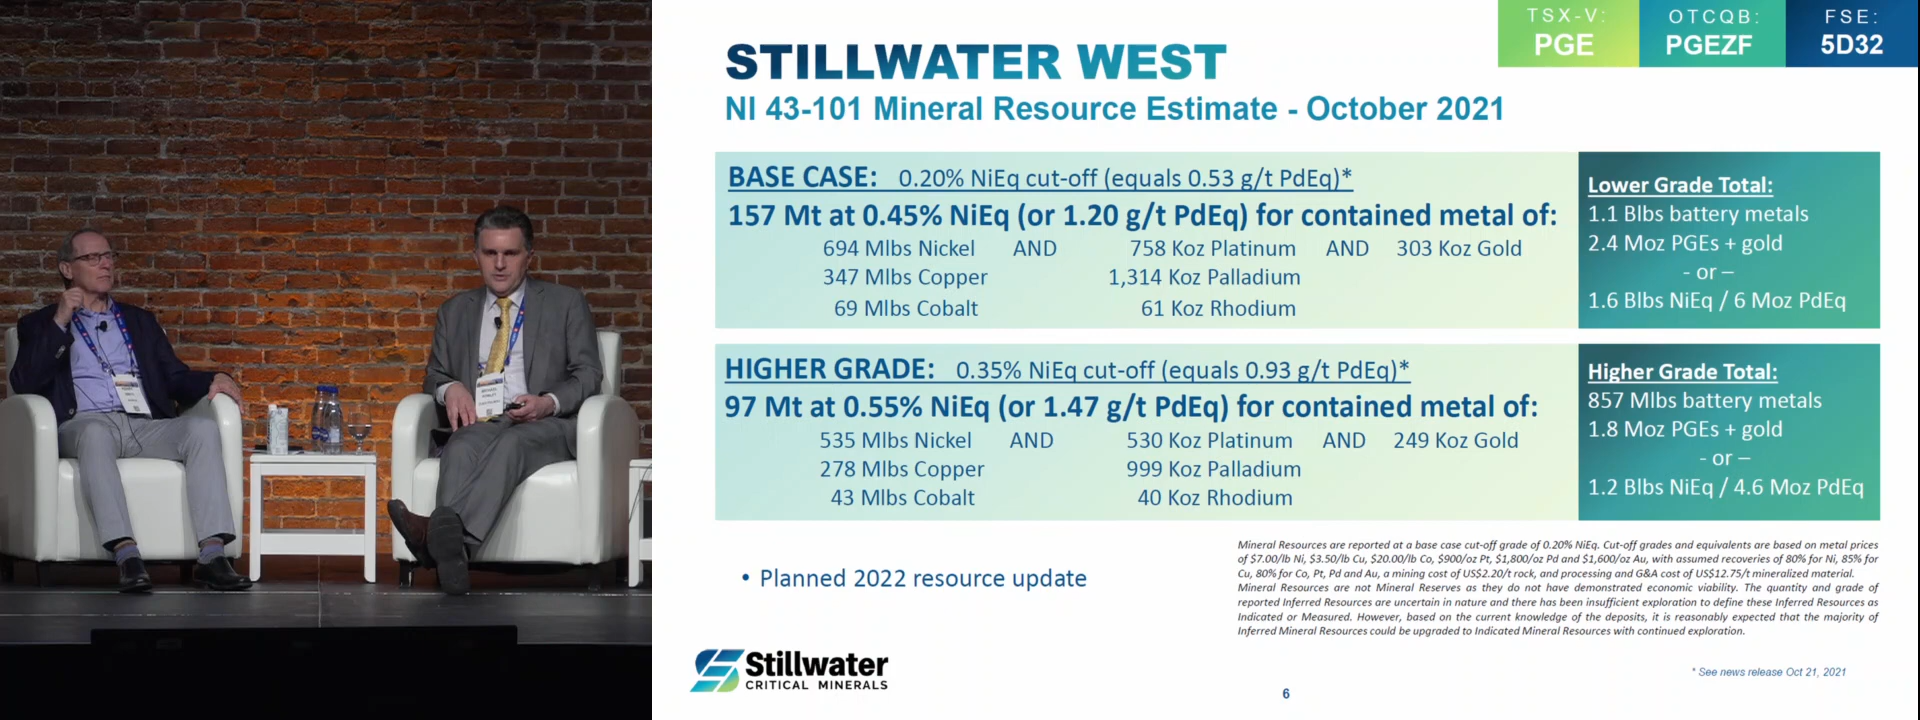 TSX-V:
PGE
OTCQB:
PGEZF
FSE:
5D32
STILLWATER WEST
NI 43-101 Mineral Resource Estimate - October 2021
BASE CASE: 0.20% NiEq cut-off (equals 0.53 g/t PdEq)*
157 Mt at 0.45% NiEq (or 1.20 g/t PdEq) for contained metal of:
694 Mlbs Nickel AND 758 Koz Platinum AND 303 Koz Gold
347 Mlbs Copper 1,314 Koz Palladium
69 Mlbs Cobalt 61 Koz Rhodium
Lower Grade Total:
1.1 Blbs battery metals
2.4 Moz PGEs + gold
- or –
1.6 Blbs NiEq / 6 Moz PdEq
HIGHER GRADE: 0.35% NiEq cut-off (equals 0.93 g/t PdEq)*
97 Mt at 0.55% NiEq (or 1.47 g/t PdEq) for contained metal of:
535 Mlbs Nickel AND 530 Koz Platinum AND 249 Koz Gold
278 Mlbs Copper 999 Koz Palladium
43 Mlbs Cobalt 40 Koz Rhodium
Higher Grade Total:
857 Mlbs battery metals
1.8 Moz PGEs + gold
- or –
1.2 Blbs NiEq / 4.6 Moz PdEq
• Planned 2022 resource update
Mineral Resources are reported at a base case cut-off grade of 0.20% NiEq. Cut-off grades and equivalents are based on metal prices
of $7.00/lb Ni, $3.50/lb Cu, $20.00/lb Co, $900/oz Pt, $1,800/oz Pd and $1,600/oz Au, with assumed recoveries of 80% for Ni, 85% for
Cu, 80% for Co, Pt, Pd and Au, a mining cost of US$2.20/t rock, and processing and G&A cost of US$12.75/t mineralized material.
Mineral Resources are not Mineral Reserves as they do not have demonstrated economic viability. The quantity and grade of
reported Inferred Resources are uncertain in nature and there has been insufficient exploration to define these Inferred Resources as
Indicated or Measured. However, based on the current knowledge of the deposits, it is reasonably expected that the majority of
Inferred Mineral Resources could be upgraded to Indicated Mineral Resources with continued exploration.
Stillwater
CRITICAL MINERALS
* See news release Oct 21, 2021
6